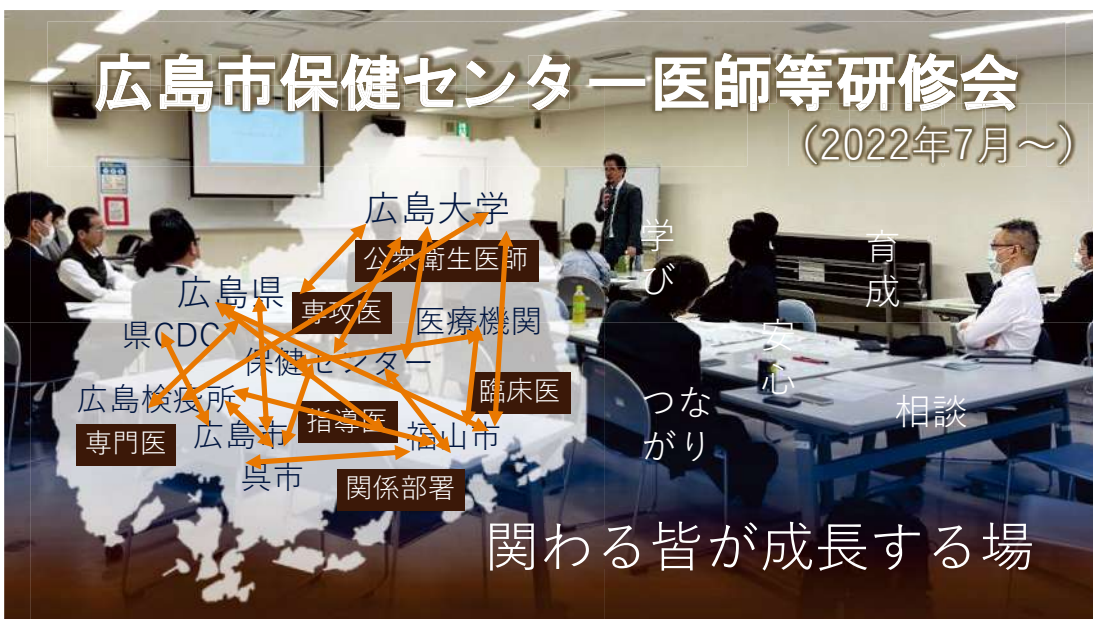 広島市保健センター医師等研修会
（2022年7月～）
広島大学
公衆衛生医師
広島県
専攻医
医療機関
県CDC
保健センター
広島検疫所
臨床医
専門医
広島市
指導医
福山市
呉市
関係部署
学び
育成
安心
つながり
相談
関わる皆が成長する場